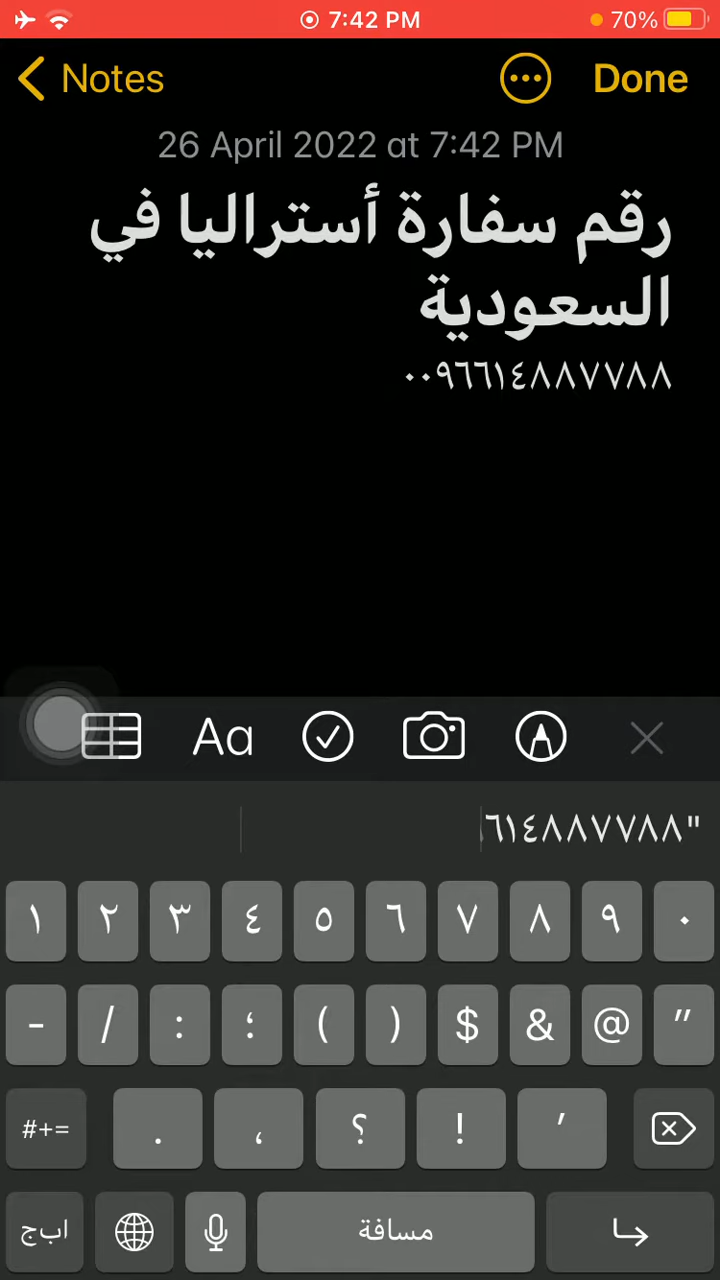 7:42 PM
70%
Notes
Done
26 April 2022 at 7:42 PM
رقم سفارة أستراليا في
السعودية
٠٠٩٦٦١٤٨٨٧٧٨٨
Aa
"٦١٤٨٨٧٧٨٨
١ ٢ ٣ ٤ ٥ ٦ ٧ ٨ ٩ ٠
- / : ؛ ( ) $ & @ "
#+= . ، ؟ ! ’
اب‌ج مسافة